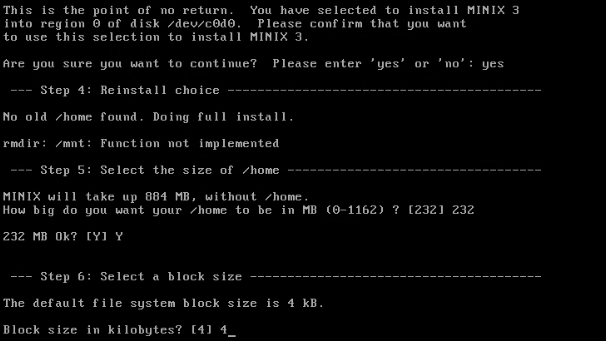 This is the point of no return.  You have selected to install MINIX 3
into region 0 of disk /dev/c0d0.  Please confirm that you want
to use this selection to install MINIX 3.
Are you sure you want to continue?  Please enter 'yes' or 'no': yes
--- Step 4: Reinstall choice ----------------------------------------
No old /home found. Doing full install.
rmdir: /mnt: Function not implemented
--- Step 5: Select the size of /home --------------------------------
MINIX will take up 884 MB, without /home.
How big do you want your /home to be in MB (0-1162) ? [232] 232
232 MB Ok? [Y] Y
--- Step 6: Select a block size -------------------------------------
The default file system block size is 4 kB.
Block size in kilobytes? [4] 4_